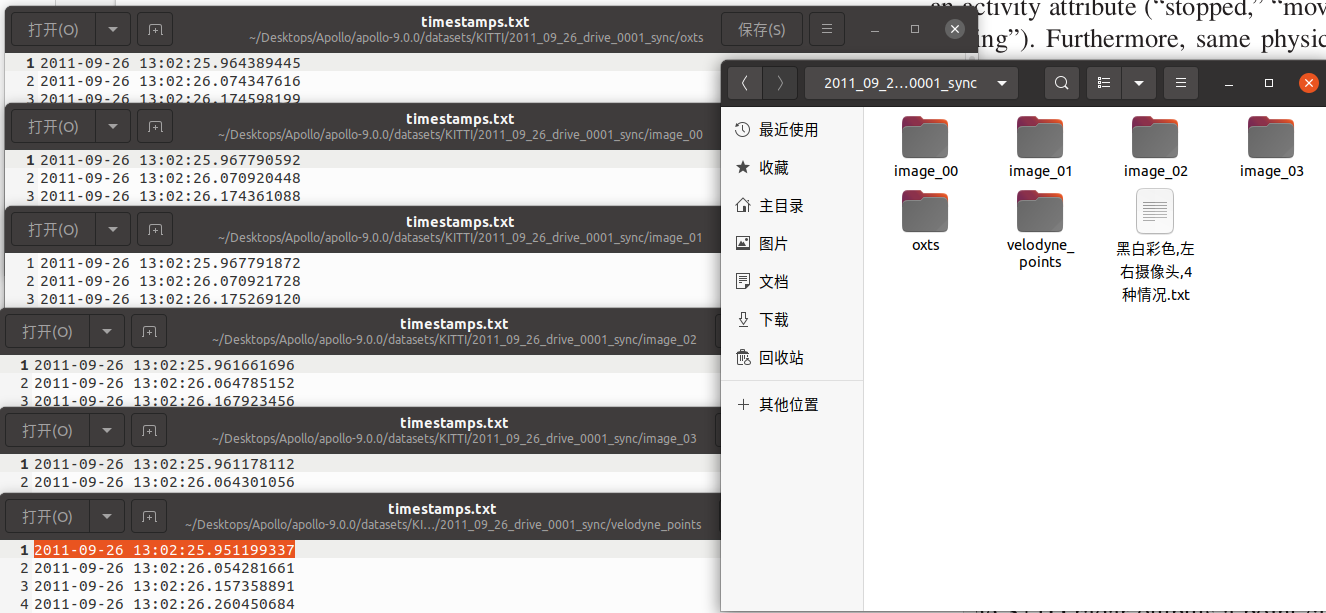 an activity attribute (“stopped,” “mov
ing”). Furthermore, same physic
打开(O)
timestamps.txt
~/Desktops/Apollo/apollo-9.0.0/datasets/KITTI/2011_09_26_drive_0001_sync/oxts
保存(S)
1 2011-09-26 13:02:25.964389445
2 2011-09-26 13:02:26.074347616
3 2011-09-26 13:02:26.174598199
打开(O)
timestamps.txt
~/Desktops/Apollo/apollo-9.0.0/datasets/KITTI/2011_09_26_drive_0001_sync/image_00
1 2011-09-26 13:02:25.967790592
2 2011-09-26 13:02:26.070920448
3 2011-09-26 13:02:26.174361088
打开(O)
timestamps.txt
~/Desktops/Apollo/apollo-9.0.0/datasets/KITTI/2011_09_26_drive_0001_sync/image_01
1 2011-09-26 13:02:25.967791872
2 2011-09-26 13:02:26.070921728
3 2011-09-26 13:02:26.175269120
打开(O)
timestamps.txt
~/Desktops/Apollo/apollo-9.0.0/datasets/KITTI/2011_09_26_drive_0001_sync/image_02
1 2011-09-26 13:02:25.961661696
2 2011-09-26 13:02:26.064785152
3 2011-09-26 13:02:26.167923456
打开(O)
timestamps.txt
~/Desktops/Apollo/apollo-9.0.0/datasets/KITTI/2011_09_26_drive_0001_sync/image_03
1 2011-09-26 13:02:25.961178112
2 2011-09-26 13:02:26.064301056
打开(O)
timestamps.txt
~/Desktops/Apollo/apollo-9.0.0/datasets/KI.../2011_09_26_drive_0001_sync/velodyne_points
1 2011-09-26 13:02:25.951199337
2 2011-09-26 13:02:26.054281661
3 2011-09-26 13:02:26.157358891
4 2011-09-26 13:02:26.260450684
2011_09_2...0001_sync
最近使用
收藏
主目录
图片
文档
下载
回收站
其他位置
image_00
image_01
image_02
image_03
oxts
velodyne_
points
黑白彩色,左
右摄像头,4
种情况.txt